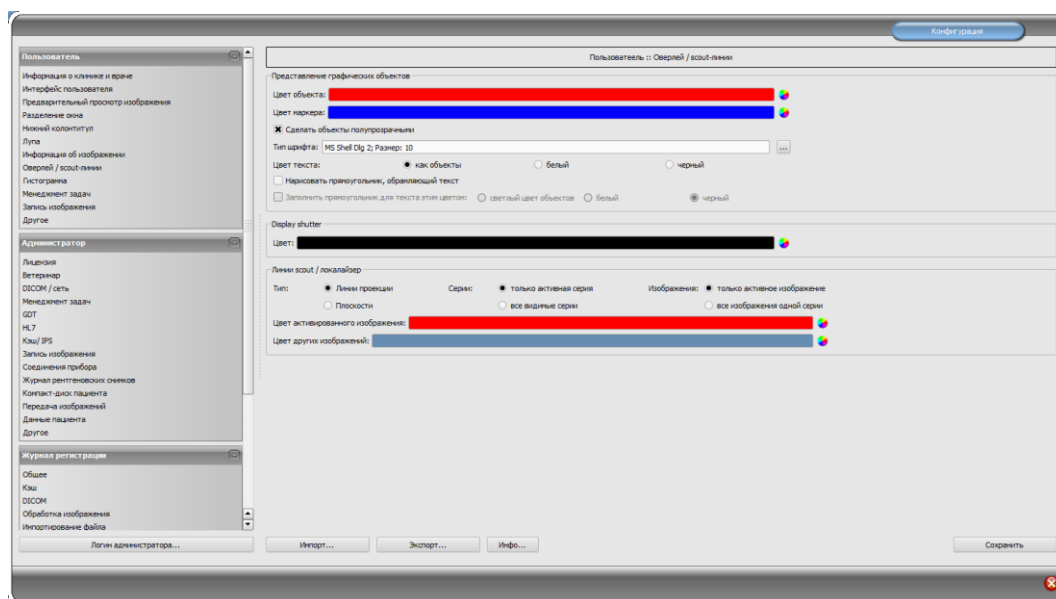 Конфигурация
Пользователь
Информация о клинике и враче
Интерфейс пользователя
Предварительный просмотр изображения
Разделение окна
Нижний колонтитул
Лупа
Информация об изображении
Оверлей / scout-линии
Гистограмма
Менеджмент задач
Запись изображения
Другое
Администратор
Лицензия
Ветеринар
DICOM / сеть
Менеджмент задач
GDT
HL7
Кэш/ IPS
Запись изображения
Соединения прибора
Журнал рентгеновских снимков
Компакт-диск пациента
Передача изображений
Данные пациента
Другое
Журнал регистрации
Общее
Кэш
DICOM
Обработка изображения
Импортирование файла
Логин администратора...
Пользоватеель :: Оверлей / scout-линии
Представление графических объектов
Цвет объекта:
Цвет маркера:
Сделать объекты полупрозрачными
Тип шрифта: MS Shell Dlg 2; Размер: 10 ...
Цвет текста: как объекты белый черный
Нарисовать прямоугольник, обрамляющий текст
Заполнить прямоугольник для текста этим цветом: светлый цвет объектов белый черный
Display shutter
Цвет:
Линии scout / локалайзер
Тип: Линии проекции Серии: только активная серия Изображения: только активное изображение
Плоскости все видимые серии все изображения одной серии
Цвет активированного изображения:
Цвет других изображений:
Импорт... Экспорт... Инфо... Сохранить